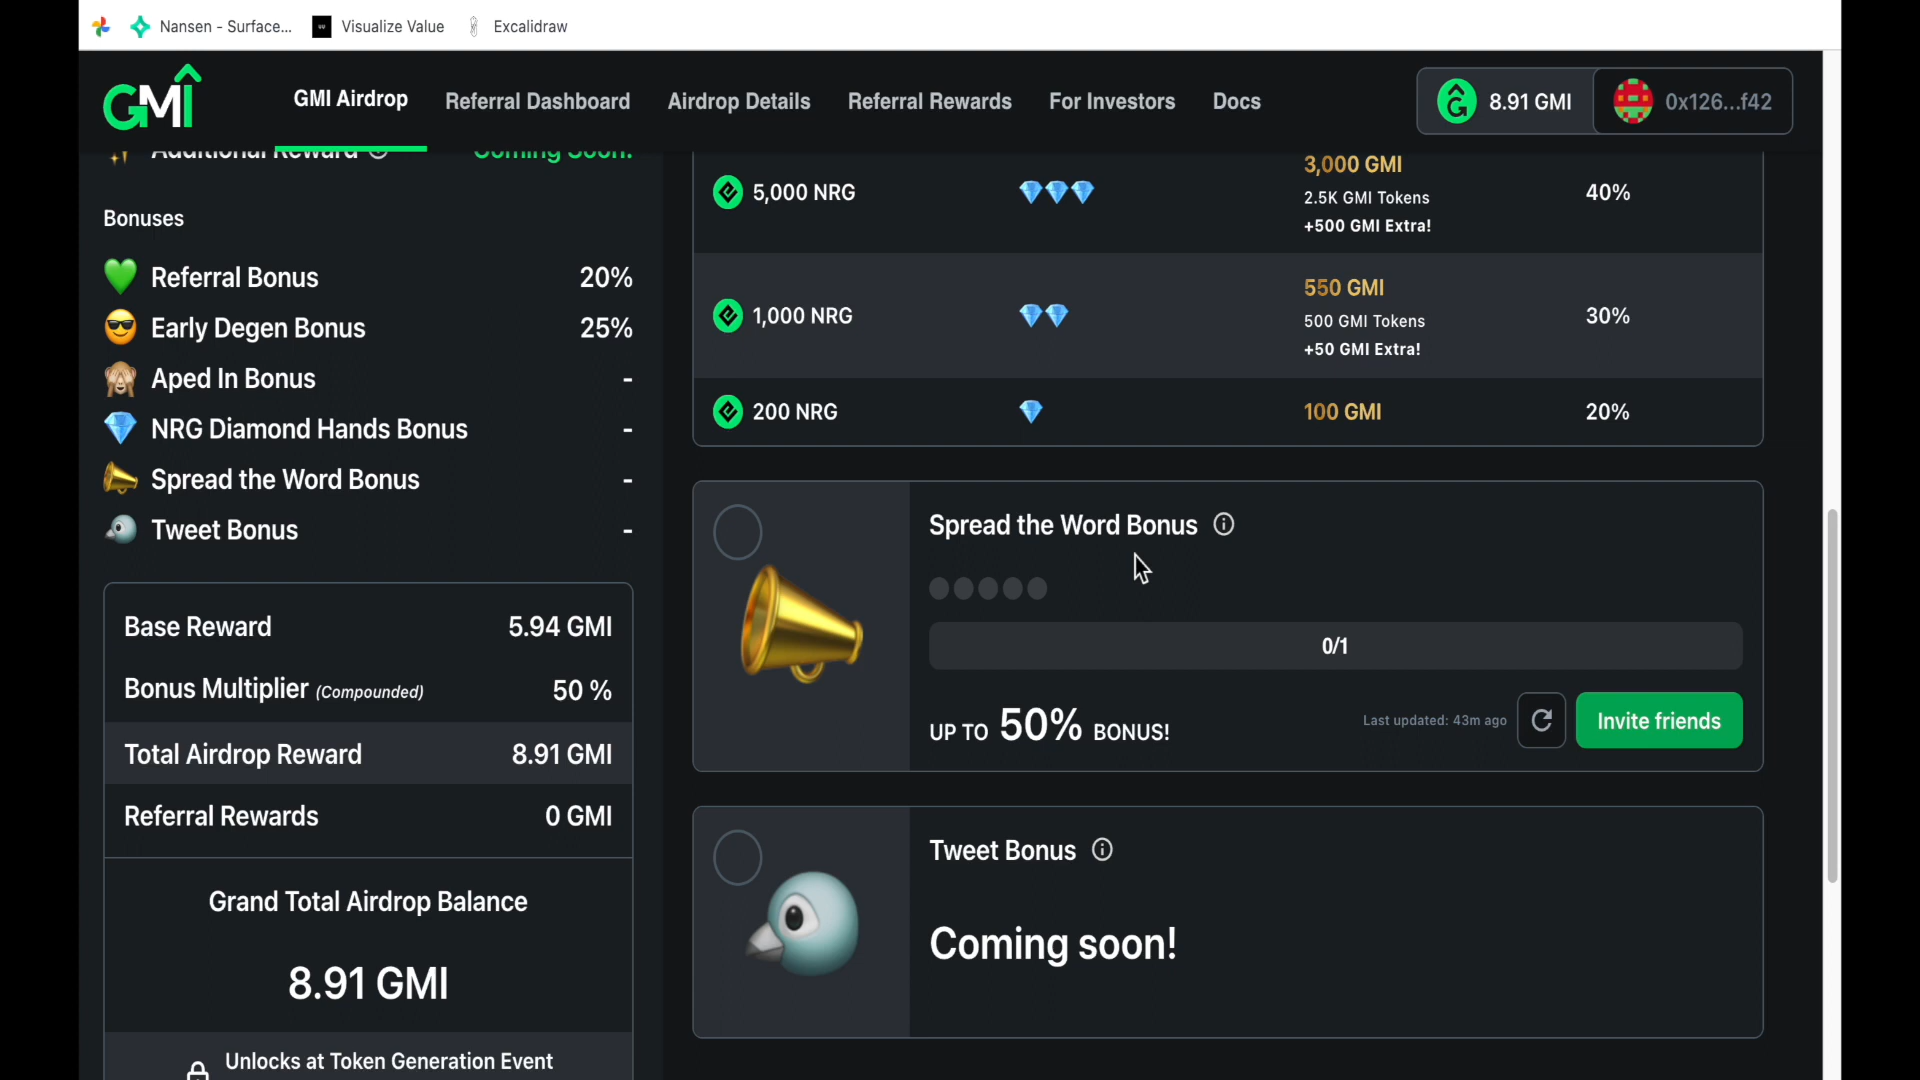 Nansen - Surface...
Visualize Value
Excalidraw
GMI
GMI Airdrop
Referral Dashboard
Airdrop Details
Referral Rewards
For Investors
Docs
8.91 GMI
0x126...f42
Additional Reward
Coming Soon!
Bonuses
Referral Bonus 20%
Early Degen Bonus 25%
Aped In Bonus -
NRG Diamond Hands Bonus -
Spread the Word Bonus -
Tweet Bonus -
Base Reward 5.94 GMI
Bonus Multiplier (Compounded) 50 %
Total Airdrop Reward 8.91 GMI
Referral Rewards 0 GMI
Grand Total Airdrop Balance
8.91 GMI
Unlocks at Token Generation Event
3,000 GMI
5,000 NRG
2.5K GMI Tokens
40%
+500 GMI Extra!
550 GMI
1,000 NRG
500 GMI Tokens
30%
+50 GMI Extra!
200 NRG
100 GMI
20%
Spread the Word Bonus
0/1
UP TO 50% BONUS!
Last updated: 43m ago
Invite friends
Tweet Bonus
Coming soon!